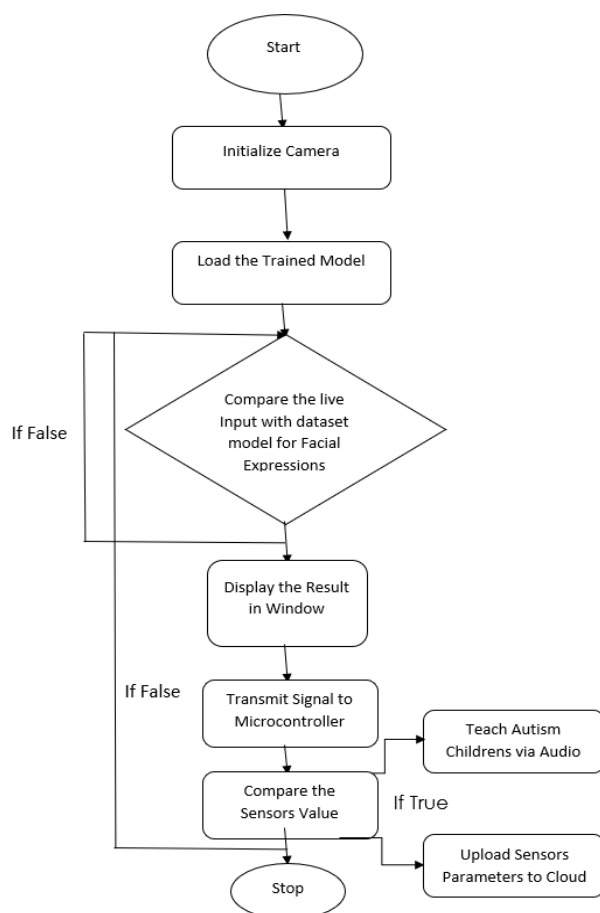 Start
Initialize Camera
Load the Trained Model
Compare the live
Input with dataset
model for Facial
Expressions
If False
Display the Result
in Window
If False
Transmit Signal to
Microcontroller
Teach Autism
Childrens via Audio
Compare the
Sensors Value
If True
Upload Sensors
Parameters to Cloud
Stop